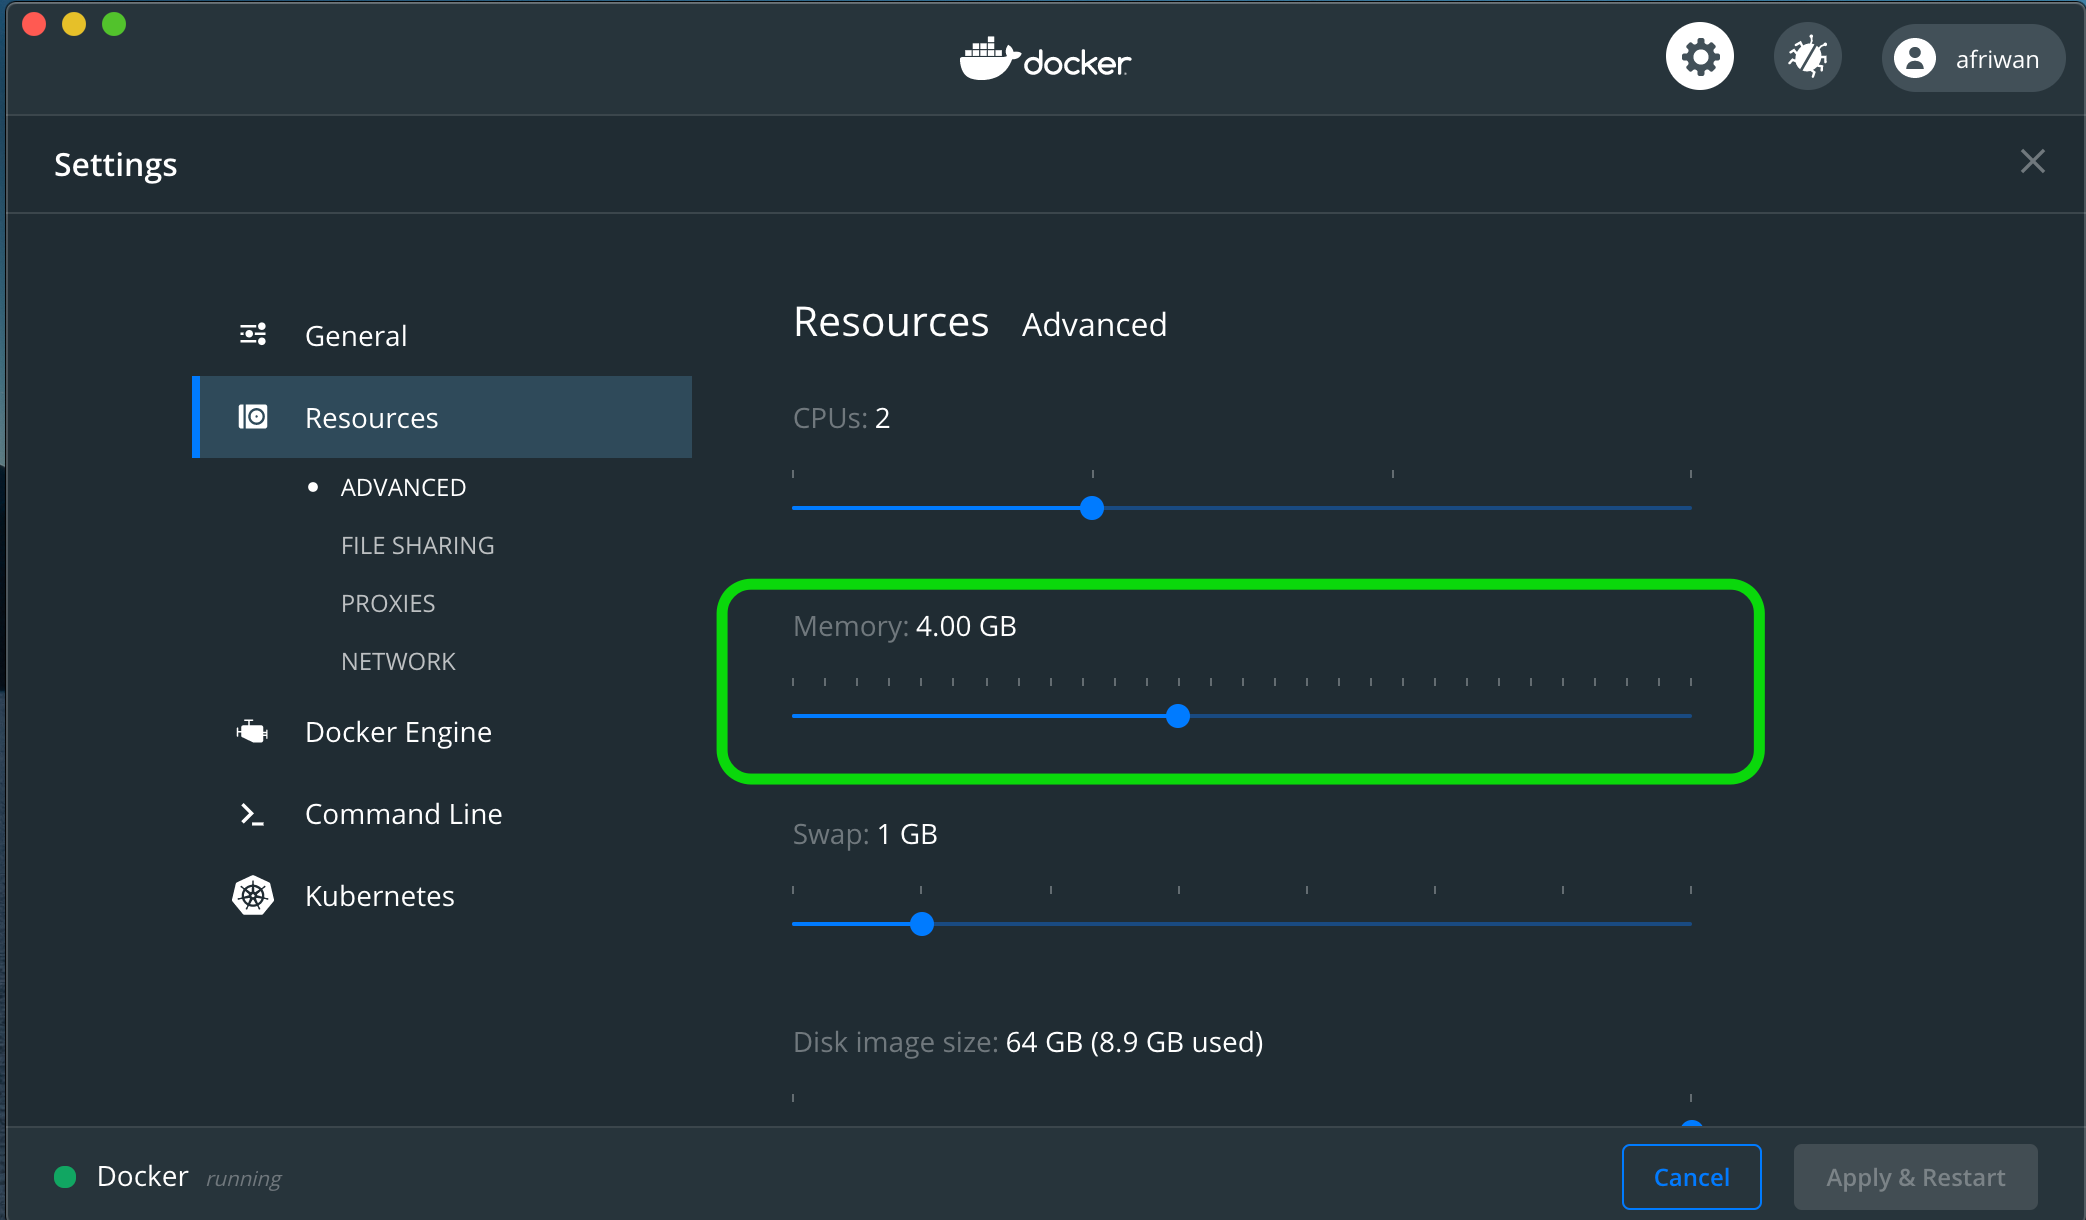 docker
afriwan
Settings
General
Resources
ADVANCED
FILE SHARING
PROXIES
NETWORK
Docker Engine
Command Line
Kubernetes
Resources Advanced
CPUs: 2
Memory: 4.00 GB
Swap: 1 GB
Disk image size: 64 GB (8.9 GB used)
Docker running
Cancel
Apply & Restart